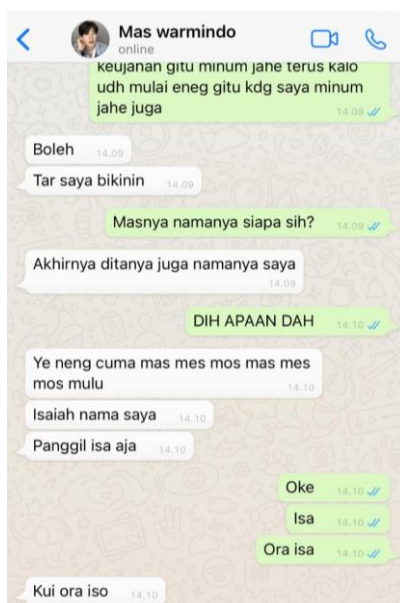 Mas warmindo
online
keujanan gitu minum jahe terus kalo
udh mulai eneg gitu kdg saya minum
jahe juga
14.09
Boleh
14.09
Tar saya bikinin
14.09
Masnya namanya siapa sih?
14.09
Akhirnya ditanya juga namanya saya
14.09
DIH APAAN DAH
14.10
Ye neng cuma mas mes mos mas mes
mos mulu
14.10
Isaiah nama saya
14.10
Panggil isa aja
14.10
Oke
14.10
Isa
14.10
Ora isa
14.10
Kui ora iso
14.10